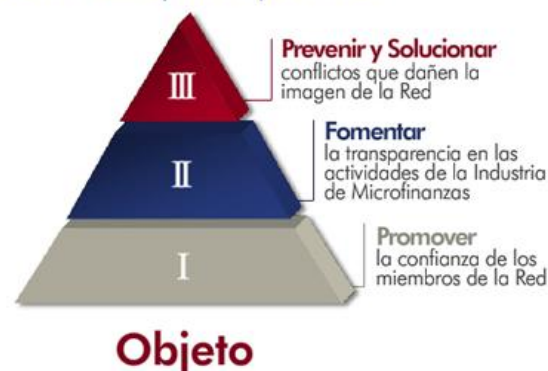 III
Prevenir y Solucionar
conflictos que dañen la
imagen de la Red
II
Fomentar
la transparencia en las
actividades de la Industria
de Microfinanzas
I
Promover
la confianza de los
miembros de la Red
Objeto